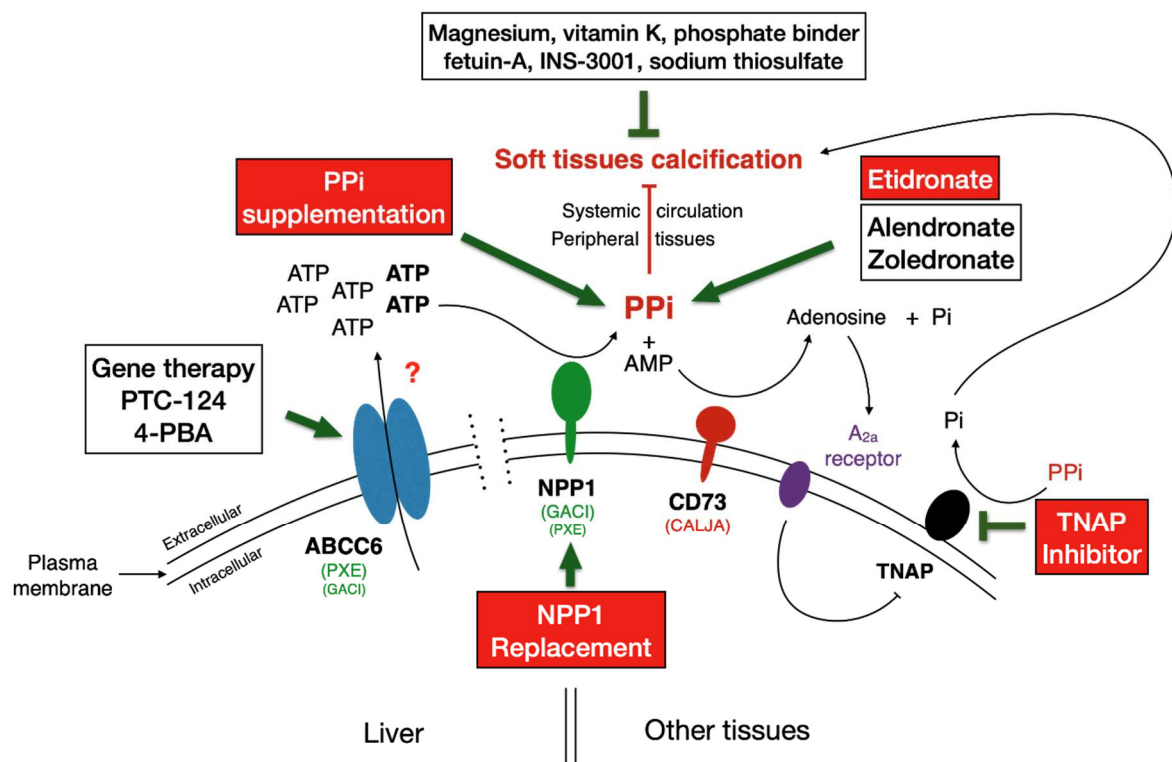 Magnesium, vitamin K, phosphate binder
fetuin-A, INS-3001, sodium thiosulfate
Soft tissues calcification
PPi
supplementation
Etidronate
Alendronate
Zoledronate
Systemic circulation
Peripheral tissues
ATP ATP ATP
ATP ATP
ATP
PPi
+
AMP
Adenosine + Pi
?
Gene therapy
PTC-124
4-PBA
A2a
receptor
Pi
PPi
TNAP
Inhibitor
NPP1
(GACI)
(PXE)
CD73
(CALJA)
TNAP
Extracellular
Intracellular
Plasma
membrane
ABCC6
(PXE)
(GACI)
NPP1
Replacement
Liver
Other tissues